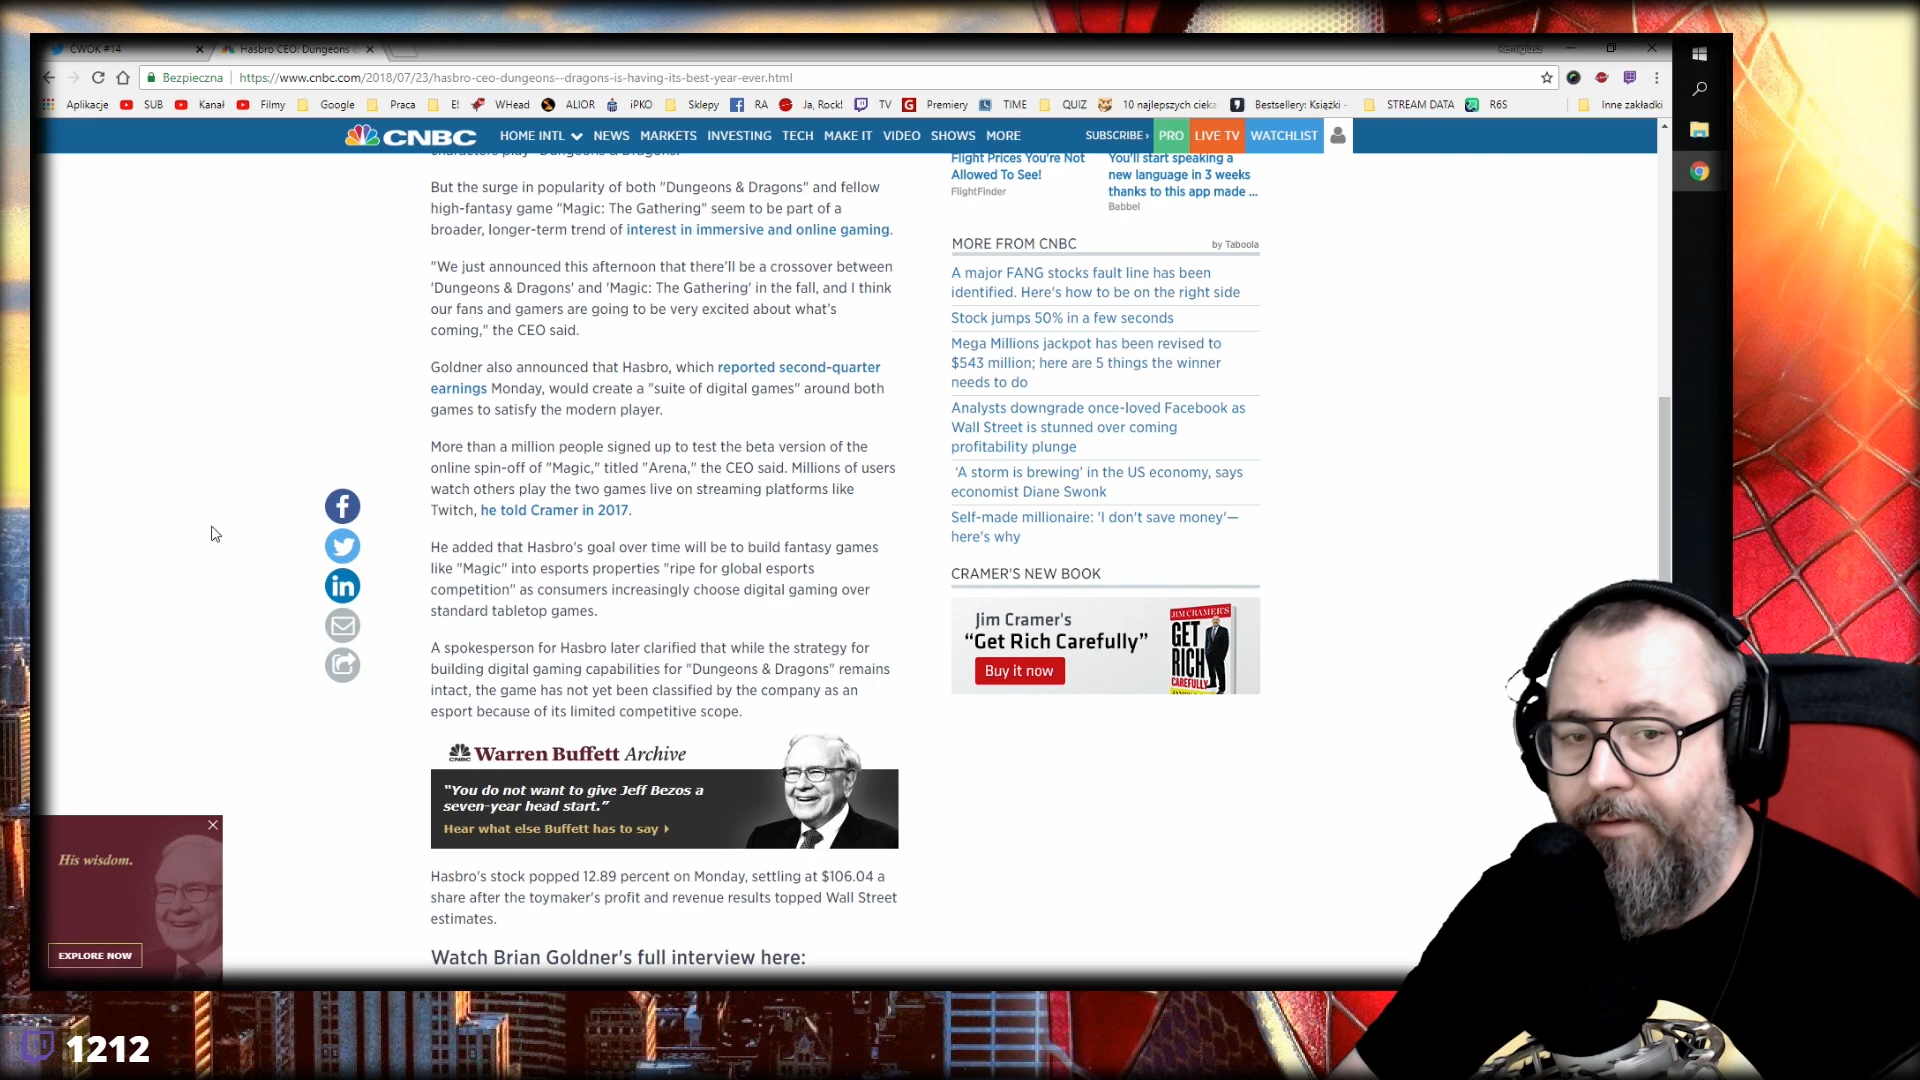 CWOK #14
Hasbro CEO: Dungeons
Remigiusz
Bezpieczna
https://www.cnbc.com/2018/07/23/hasbro-ceo-dungeons--dragons-is-having-its-best-year-ever.html
Aplikacje SUB Kanał Filmy Google Praca E! WHead ALIOR iPKO Sklepy RA Ja, Rock! TV Premiery TIME QUIZ 10 najlepszych cieka Bestsellery: Książki - STREAM DATA R6S Inne zakładki
CNBC HOME INTL NEWS MARKETS INVESTING TECH MAKE IT VIDEO SHOWS MORE SUBSCRIBE PRO LIVE TV WATCHLIST
characters play "Dungeons & Dragons."
But the surge in popularity of both "Dungeons & Dragons" and fellow
high-fantasy game "Magic: The Gathering" seem to be part of a
broader, longer-term trend of interest in immersive and online gaming.
"We just announced this afternoon that there'll be a crossover between
'Dungeons & Dragons' and 'Magic: The Gathering' in the fall, and I think
our fans and gamers are going to be very excited about what's
coming," the CEO said.
Goldner also announced that Hasbro, which reported second-quarter
earnings Monday, would create a "suite of digital games" around both
games to satisfy the modern player.
More than a million people signed up to test the beta version of the
online spin-off of "Magic," titled "Arena," the CEO said. Millions of users
watch others play the two games live on streaming platforms like
Twitch, he told Cramer in 2017.
He added that Hasbro's goal over time will be to build fantasy games
like "Magic" into esports properties "ripe for global esports
competition" as consumers increasingly choose digital gaming over
standard tabletop games.
A spokesperson for Hasbro later clarified that while the strategy for
building digital gaming capabilities for "Dungeons & Dragons" remains
intact, the game has not yet been classified by the company as an
esport because of its limited competitive scope.
CNBC Warren Buffett Archive
"You do not want to give Jeff Bezos a
seven-year head start."
Hear what else Buffett has to say
Hasbro's stock popped 12.89 percent on Monday, settling at $106.04 a
share after the toymaker's profit and revenue results topped Wall Street
estimates.
Watch Brian Goldner's full interview here:
Flight Prices You're Not
Allowed To See!
FlightFinder
You'll start speaking a
new language in 3 weeks
thanks to this app made ...
Babbel
MORE FROM CNBC
by Taboola
A major FANG stocks fault line has been
identified. Here's how to be on the right side
Stock jumps 50% in a few seconds
Mega Millions jackpot has been revised to
$543 million; here are 5 things the winner
needs to do
Analysts downgrade once-loved Facebook as
Wall Street is stunned over coming
profitability plunge
'A storm is brewing' in the US economy, says
economist Diane Swonk
Self-made millionaire: 'I don't save money'—
here's why
CRAMER'S NEW BOOK
Jim Cramer's
"Get Rich Carefully"
Buy it now
JIM CRAMER'S
GET
RICH
CAREFULLY
His wisdom.
EXPLORE NOW
1212